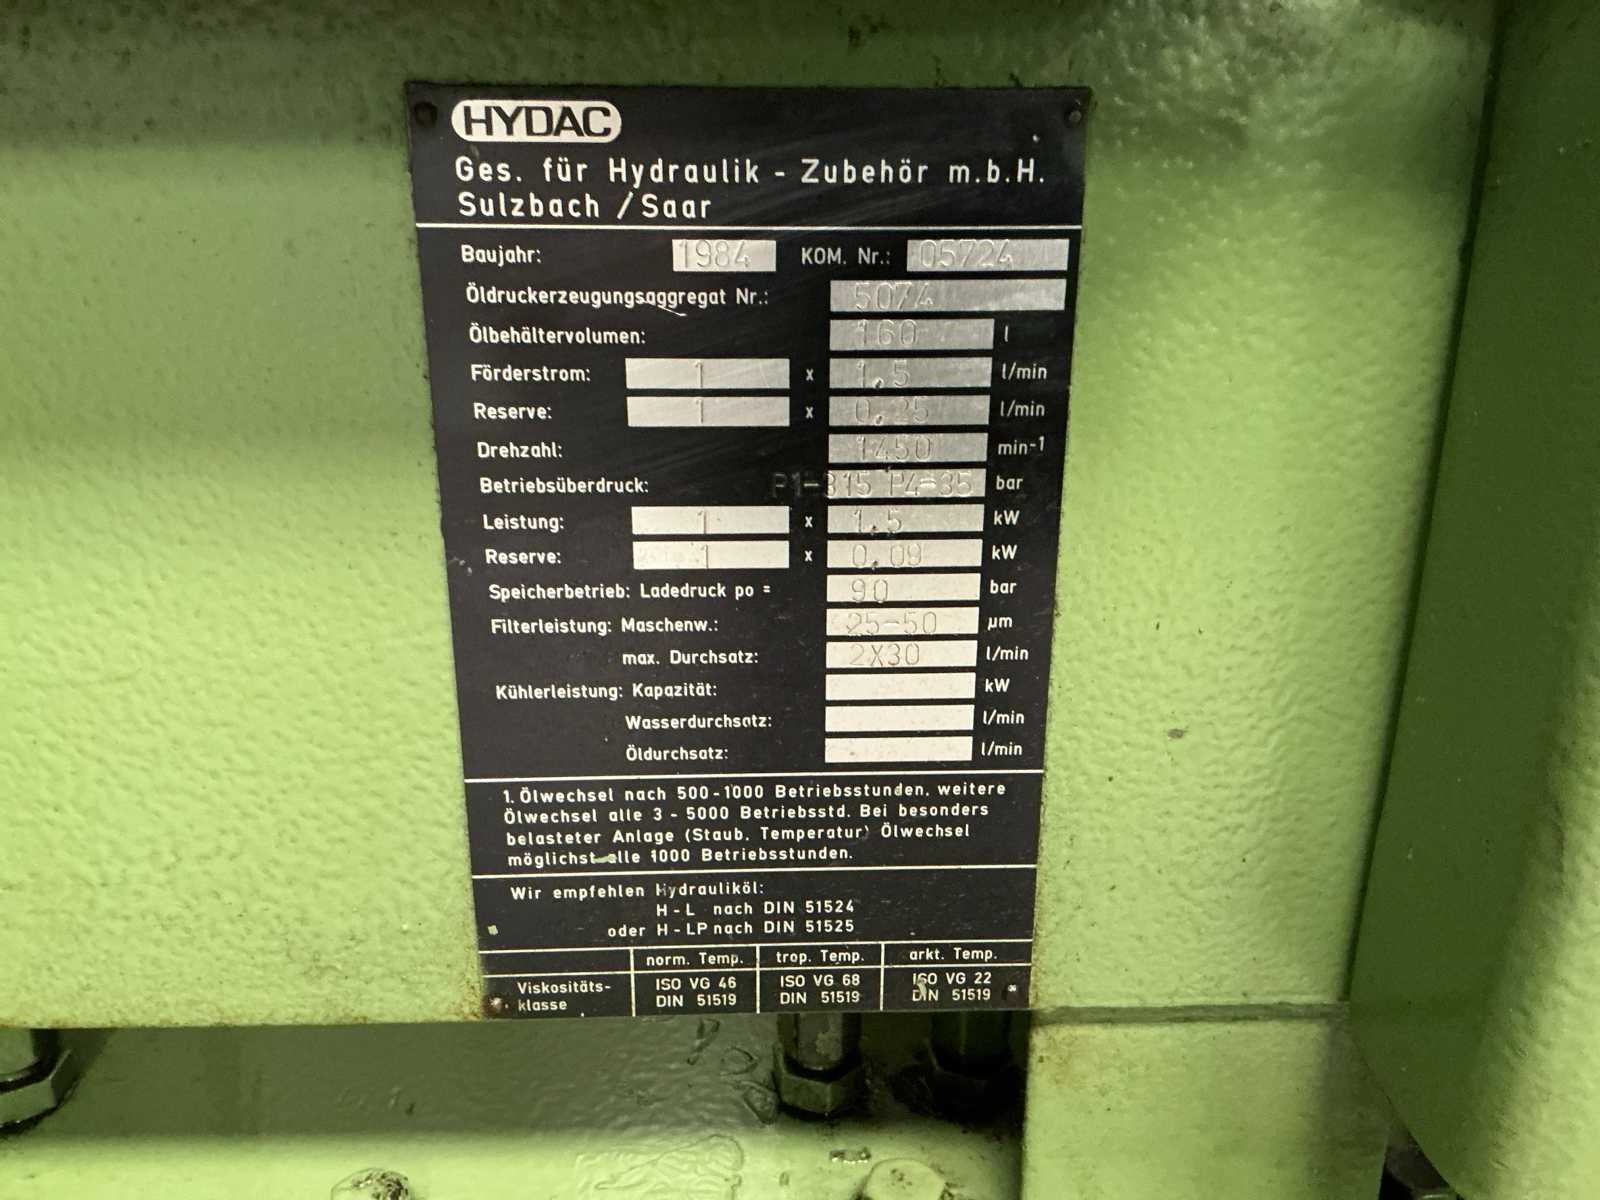 HYDAC
Ges. für Hydraulik - Zubehör m.b.H.
Sulzbach / Saar
Baujahr: 1984 KOM. Nr.: 05724
Öldruckerzeugungsaggregat Nr.: 5074
Ölbehältervolumen: 160 l
Förderstrom: 1 x 1,5 l/min
Reserve: 1 x 0,25 l/min
Drehzahl: 1450 min-1
Betriebsüberdruck: P1-315 P4-35 bar
Leistung: 1 x 1,5 kW
Reserve: 1 x 0,09 kW
Speicherbetrieb: Ladedruck po = 90 bar
Filterleistung: Maschenw.: 25-50 µm
max. Durchsatz: 2X30 l/min
Kühlerleistung: Kapazität: kW
Wasserdurchsatz: l/min
Öldurchsatz: l/min
1. Ölwechsel nach 500-1000 Betriebsstunden, weitere
Ölwechsel alle 3 - 5000 Betriebsstd. Bei besonders
belasteter Anlage (Staub, Temperatur) Ölwechsel
möglichst alle 1000 Betriebsstunden.
Wir empfehlen Hydrauliköl:
H-L nach DIN 51524
oder H-LP nach DIN 51525
norm. Temp. trop. Temp. arkt. Temp.
Viskositäts- ISO VG 46 ISO VG 68 ISO VG 22
klasse DIN 51519 DIN 51519 DIN 51519